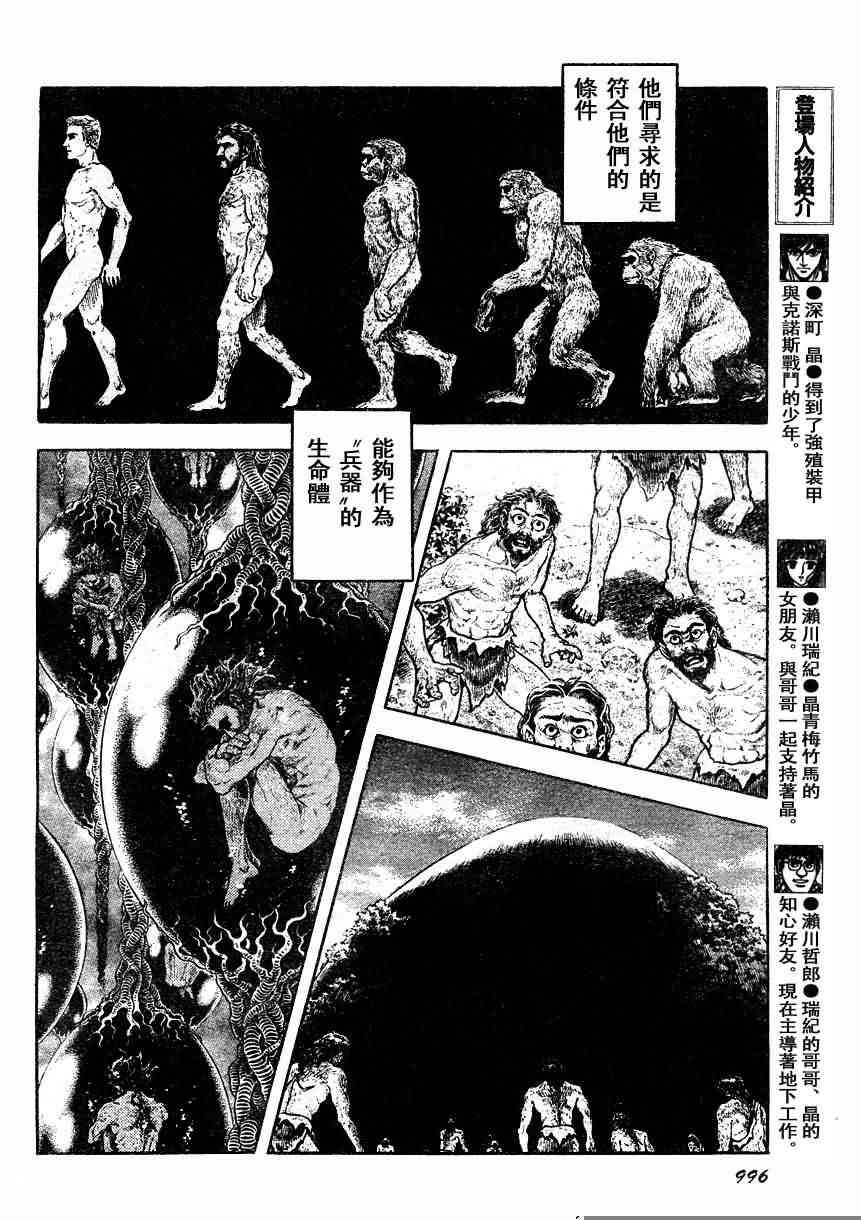 登場人物紹介
●深町 晶●得到了強殖裝甲
與克諾斯戰鬥的少年。
●瀨川瑞紀●晶青梅竹馬的
女朋友。與哥哥一起支持著晶。
●瀨川哲郎●瑞紀的哥哥、晶的
知心好友。現在主導著地下工作。
他們尋求的是
符合他們的
條件
能夠作為
〝兵器〞的
生命體
996